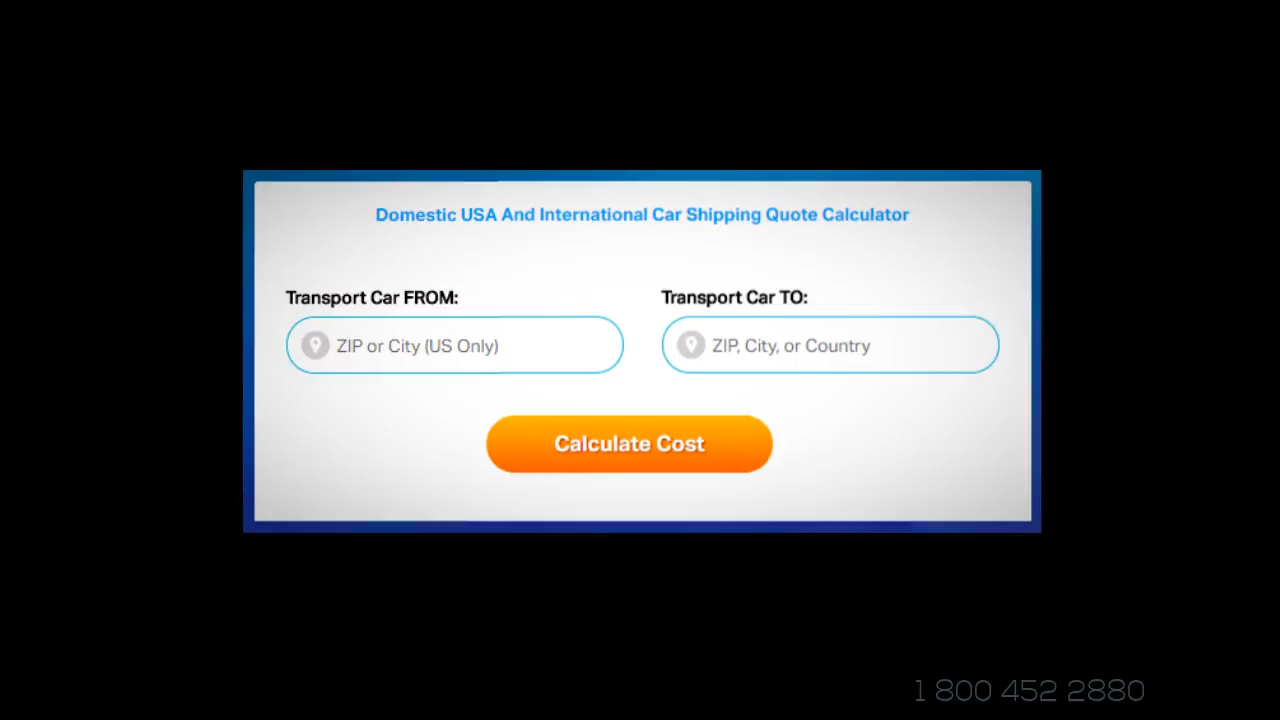 Domestic USA And International Car Shipping Quote Calculator
Transport Car FROM:
Transport Car TO:
ZIP or City (US Only)
ZIP, City, or Country
Calculate Cost
1 800 452 2880